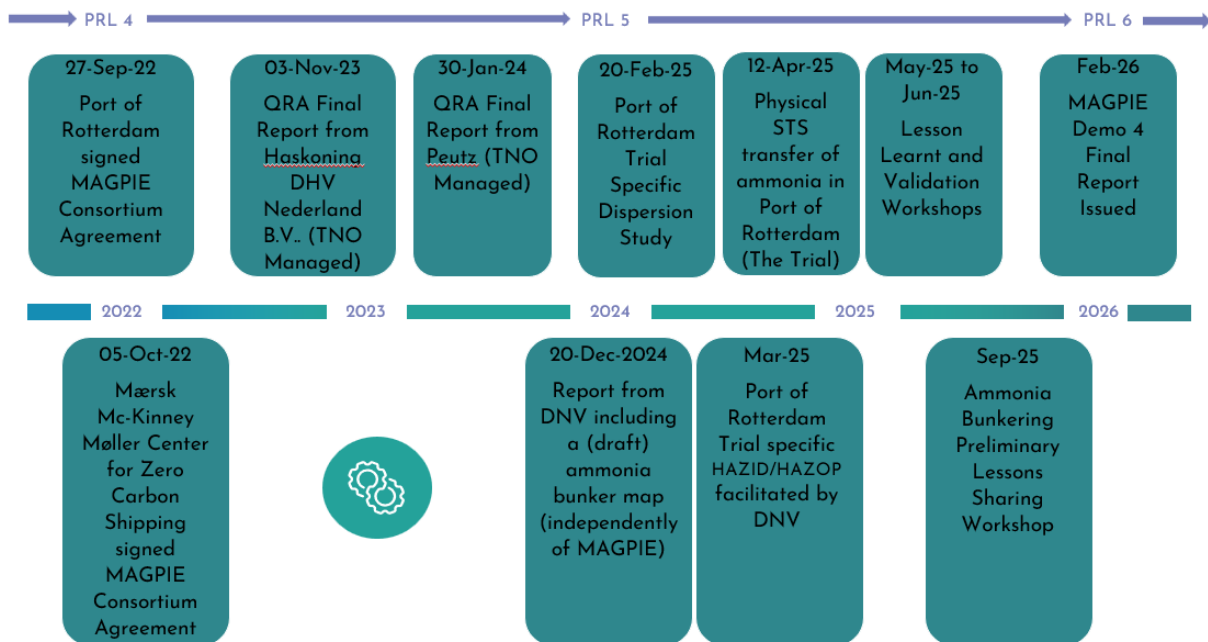 PRL 4
PRL 5
PRL 6
27-Sep-22
Port of
Rotterdam
signed
MAGPIE
Consortium
Agreement
03-Nov-23
QRA Final
Report from
Haskoning
DHV
Nederland
B.V.. (TNO
Managed)
30-Jan-24
QRA Final
Report from
Peutz (TNO
Managed)
20-Feb-25
Port of
Rotterdam
Trial
Specific
Dispersion
Study
12-Apr-25
Physical
STS
transfer of
ammonia in
Port of
Rotterdam
(The Trial)
May-25 to
Jun-25
Lesson
Learnt and
Validation
Workshops
Feb-26
MAGPIE
Demo 4
Final
Report
Issued
2022
2023
2024
2025
2026
05-Oct-22
Mærsk
Mc-Kinney
Møller Center
for Zero
Carbon
Shipping
signed
MAGPIE
Consortium
Agreement
20-Dec-2024
Report from
DNV including
a (draft)
ammonia
bunker map
(independently
of MAGPIE)
Mar-25
Port of
Rotterdam
Trial specific
HAZID/HAZOP
facilitated by
DNV
Sep-25
Ammonia
Bunkering
Preliminary
Lessons
Sharing
Workshop